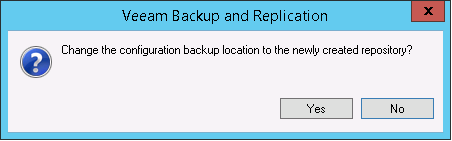 Veeam Backup and Replication
Change the configuration backup location to the newly created repository?
Yes
No